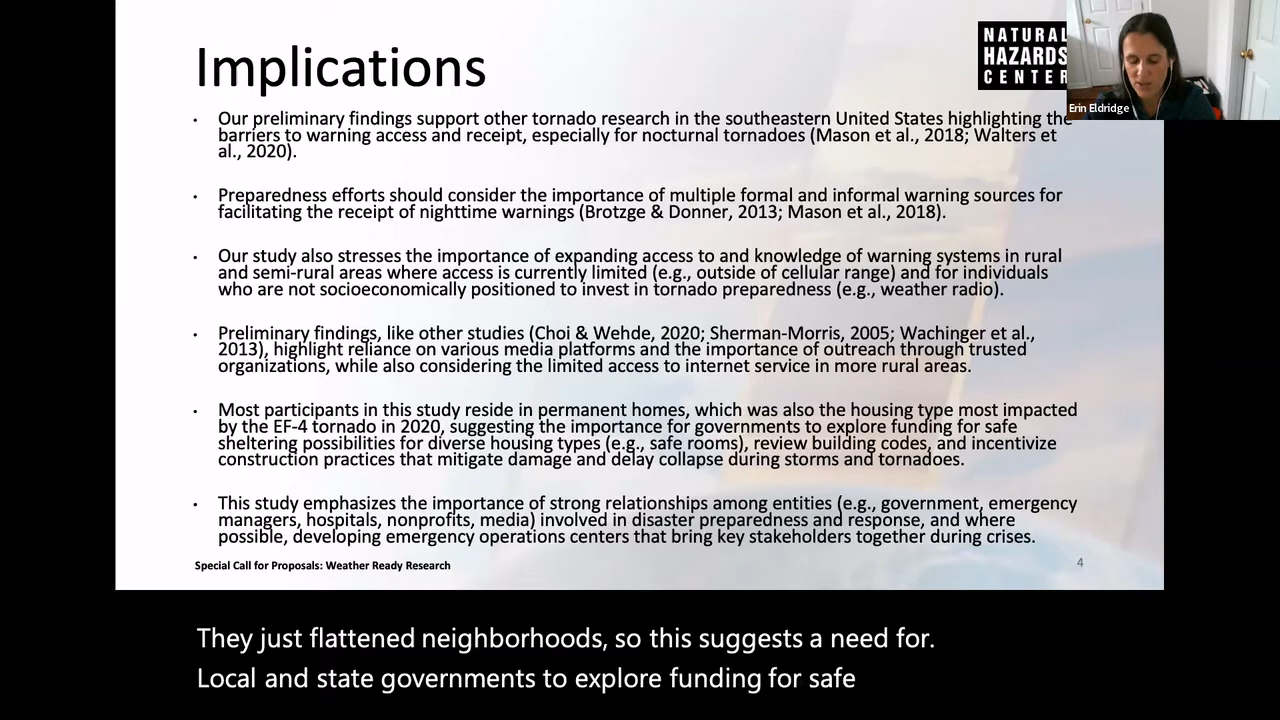 Implications
NATURAL
HAZARDS
CENTER
Erin Eldridge
• Our preliminary findings support other tornado research in the southeastern United States highlighting the
barriers to warning access and receipt, especially for nocturnal tornadoes (Mason et al., 2018; Walters et
al., 2020).
• Preparedness efforts should consider the importance of multiple formal and informal warning sources for
facilitating the receipt of nighttime warnings (Brotzge & Donner, 2013; Mason et al., 2018).
• Our study also stresses the importance of expanding access to and knowledge of warning systems in rural
and semi-rural areas where access is currently limited (e.g., outside of cellular range) and for individuals
who are not socioeconomically positioned to invest in tornado preparedness (e.g., weather radio).
• Preliminary findings, like other studies (Choi & Wehde, 2020; Sherman-Morris, 2005; Wachinger et al.,
2013), highlight reliance on various media platforms and the importance of outreach through trusted
organizations, while also considering the limited access to internet service in more rural areas.
• Most participants in this study reside in permanent homes, which was also the housing type most impacted
by the EF-4 tornado in 2020, suggesting the importance for governments to explore funding for safe
sheltering possibilities for diverse housing types (e.g., safe rooms), review building codes, and incentivize
construction practices that mitigate damage and delay collapse during storms and tornadoes.
• This study emphasizes the importance of strong relationships among entities (e.g., government, emergency
managers, hospitals, nonprofits, media) involved in disaster preparedness and response, and where
possible, developing emergency operations centers that bring key stakeholders together during crises.
Special Call for Proposals: Weather Ready Research
4
They just flattened neighborhoods, so this suggests a need for.
Local and state governments to explore funding for safe